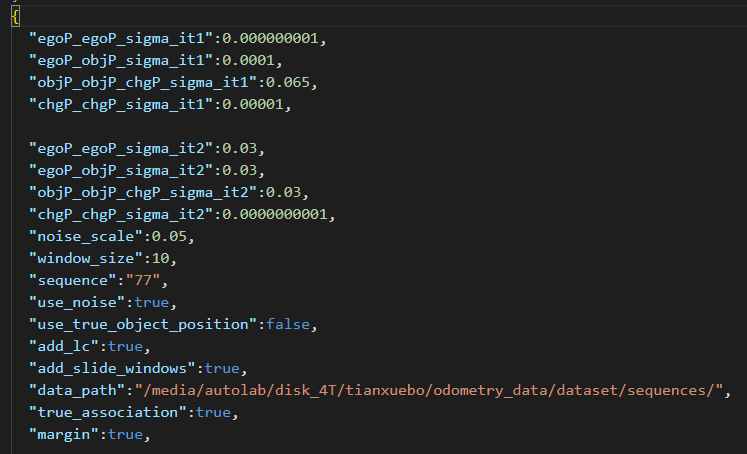 {
"egoP_egoP_sigma_it1":0.000000001,
"egoP_objP_sigma_it1":0.0001,
"objP_objP_chgP_sigma_it1":0.065,
"chgP_chgP_sigma_it1":0.00001,
"egoP_egoP_sigma_it2":0.03,
"egoP_objP_sigma_it2":0.03,
"objP_objP_chgP_sigma_it2":0.03,
"chgP_chgP_sigma_it2":0.0000000001,
"noise_scale":0.05,
"window_size":10,
"sequence":"77",
"use_noise":true,
"use_true_object_position":false,
"add_lc":true,
"add_slide_windows":true,
"data_path":"/media/autolab/disk_4T/tianxuebo/odometry_data/dataset/sequences/",
"true_association":true,
"margin":true,